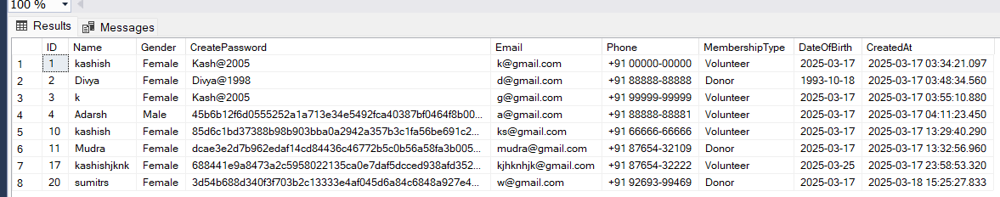 100 %
Results Messages
ID Name Gender CreatePassword Email Phone MembershipType DateOfBirth CreatedAt
1 1 kashish Female Kash@2005 k@gmail.com +91 00000-00000 Volunteer 2025-03-17 2025-03-17 03:34:21.097
2 2 Divya Female Divya@1998 d@gmail.com +91 88888-88888 Donor 1993-10-18 2025-03-17 03:48:34.560
3 3 k Female Kash@2005 g@gmail.com +91 99999-99999 Volunteer 2025-03-17 2025-03-17 03:55:10.880
4 4 Adarsh Male 45b6b12f6d0555252a1a713e34e5492fca40387bf0464f8b00... a@gmail.com +91 88888-88881 Volunteer 2025-03-17 2025-03-17 04:11:23.450
5 10 kashish Female 85d6c1bd37388b98b903bba0a2942a357b3c1fa56be691c2... ks@gmail.com +91 66666-66666 Volunteer 2025-03-17 2025-03-17 13:29:40.290
6 11 Mudra Female dcae3e2d7b962edaf14cd84436c46772b5c0b56a58fa3b005... mudra@gmail.com +91 87654-32109 Donor 2025-03-17 2025-03-17 13:32:56.960
7 17 kashishjknk Female 688441e9a8473a2c5958022135ca0e7daf5dcced938afd352... kjhknhjk@gmail.com +91 87654-32222 Volunteer 2025-03-25 2025-03-17 23:58:53.320
8 20 sumitrs Female 3d54b688d340f3f703b2c13333e4af045d6a84c6848a927e4... w@gmail.com +91 92693-99469 Donor 2025-03-17 2025-03-18 15:25:27.833